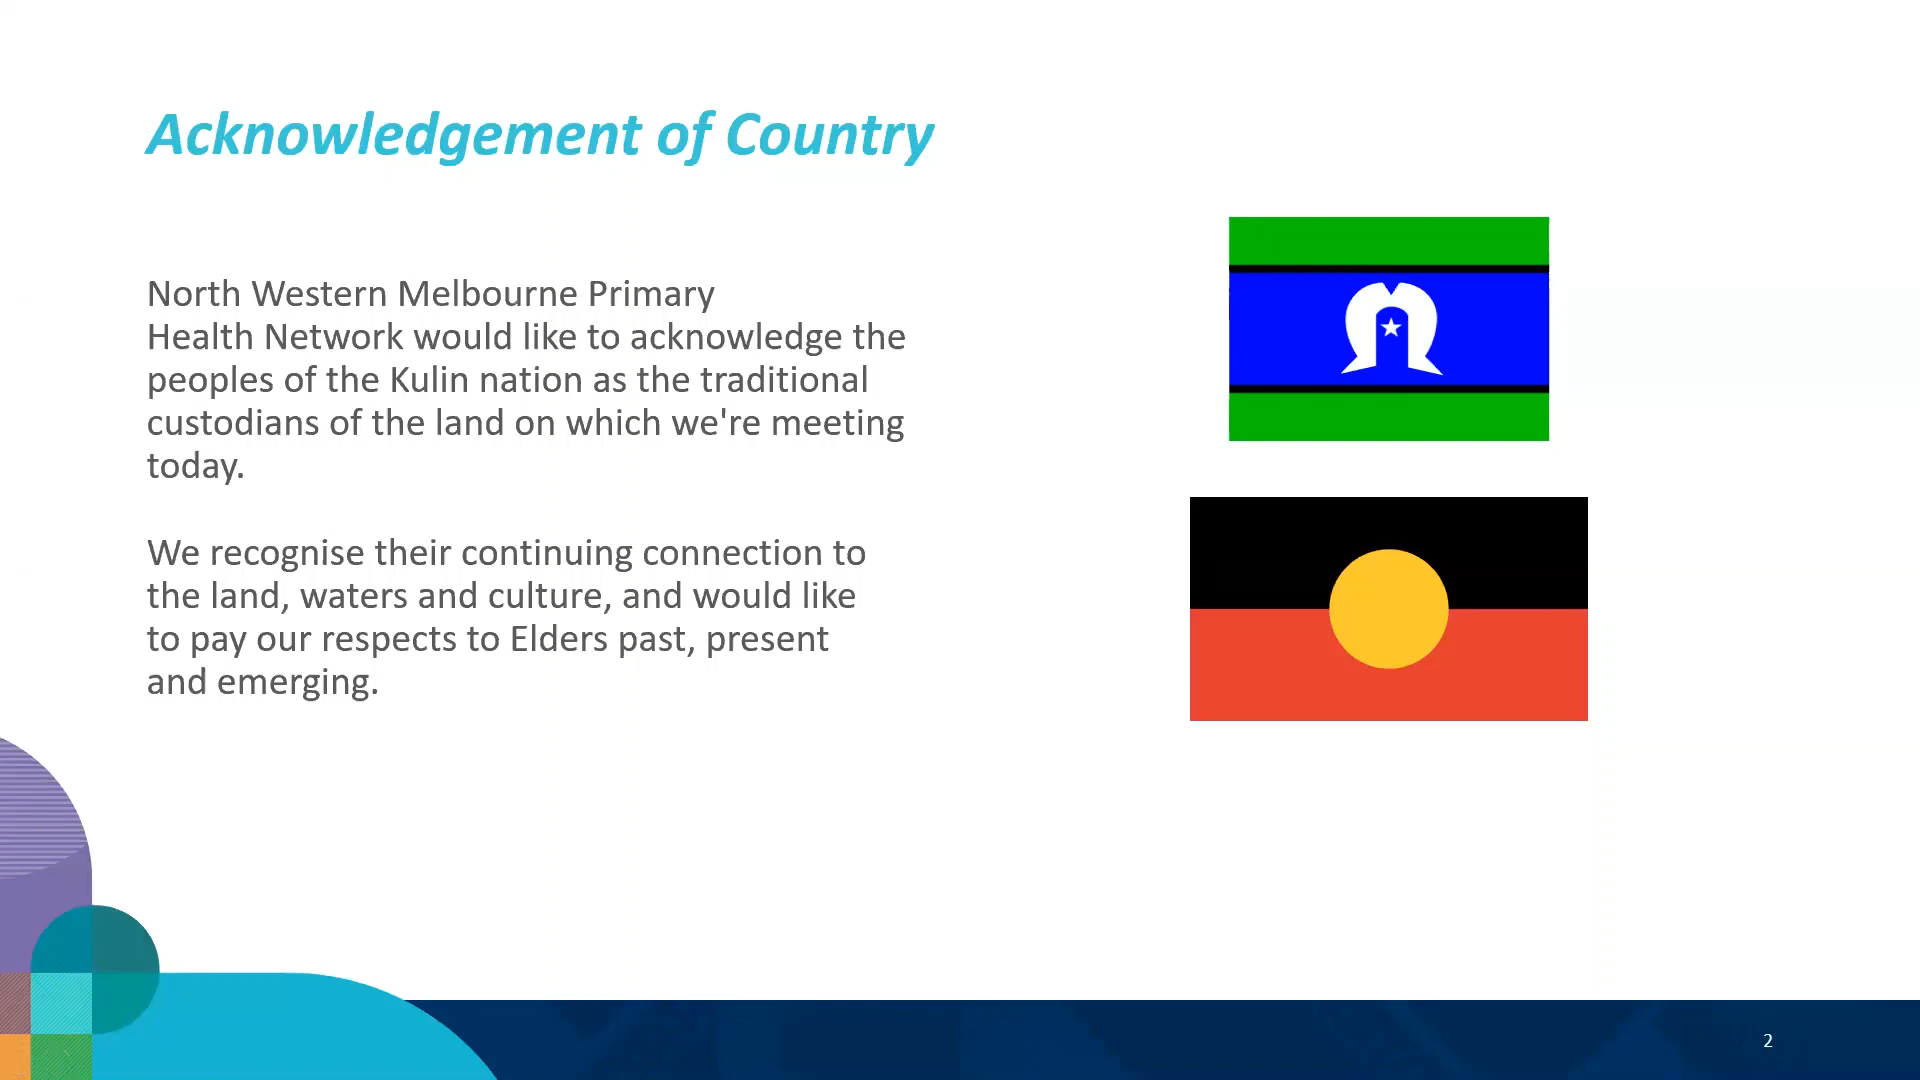 Acknowledgement of Country
North Western Melbourne Primary
Health Network would like to acknowledge the
peoples of the Kulin nation as the traditional
custodians of the land on which we're meeting
today.
We recognise their continuing connection to
the land, waters and culture, and would like
to pay our respects to Elders past, present
and emerging.
2